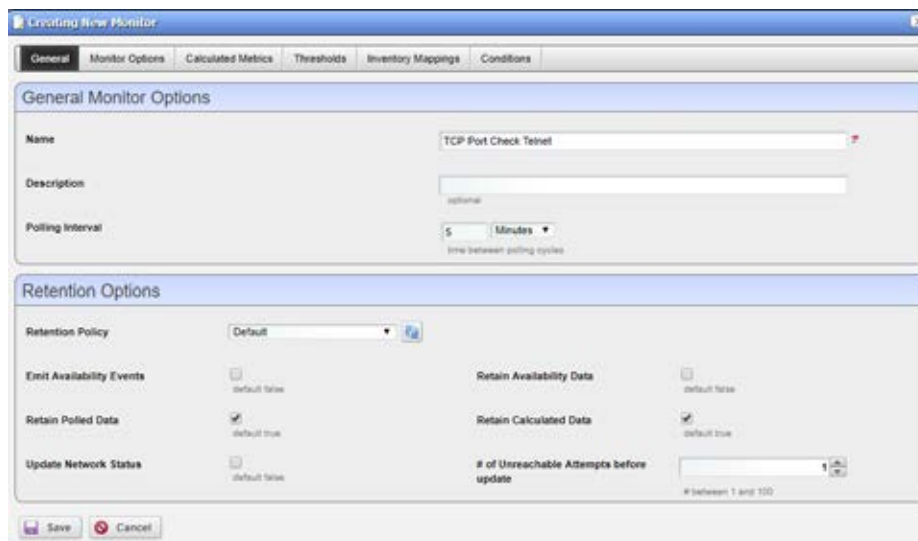 Creating New Monitor
General Monitor Options Calculated Metrics Thresholds Inventory Mappings Conditions
General Monitor Options
Name TCP Port Check Telnet
Description
optional
Polling Interval 5 Minutes
time between polling cycles
Retention Options
Retention Policy Default
Emit Availability Events Retain Availability Data
default false default false
Retain Polled Data Retain Calculated Data
default true default true
Update Network Status # of Unreachable Attempts before update 1
default false # between 1 and 100
Save Cancel